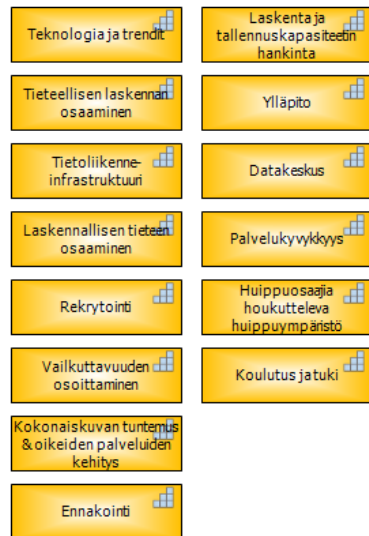 Teknologia ja trendit
Tieteellisen laskennan
osaaminen
Tietoliikenne-
infrastruktuuri
Laskennallisen tieteen
osaaminen
Rekrytointi
Vailkuttavuuden
osoittaminen
Kokonaiskuvan tuntemus
& oikeiden palveluiden
kehitys
Ennakointi
Laskenta ja
tallennuskapasiteetin
hankinta
Ylläpito
Datakeskus
Palvelukyvykkyys
Huippuosaajia
houkutteleva
huippuympäristö
Koulutus ja tuki